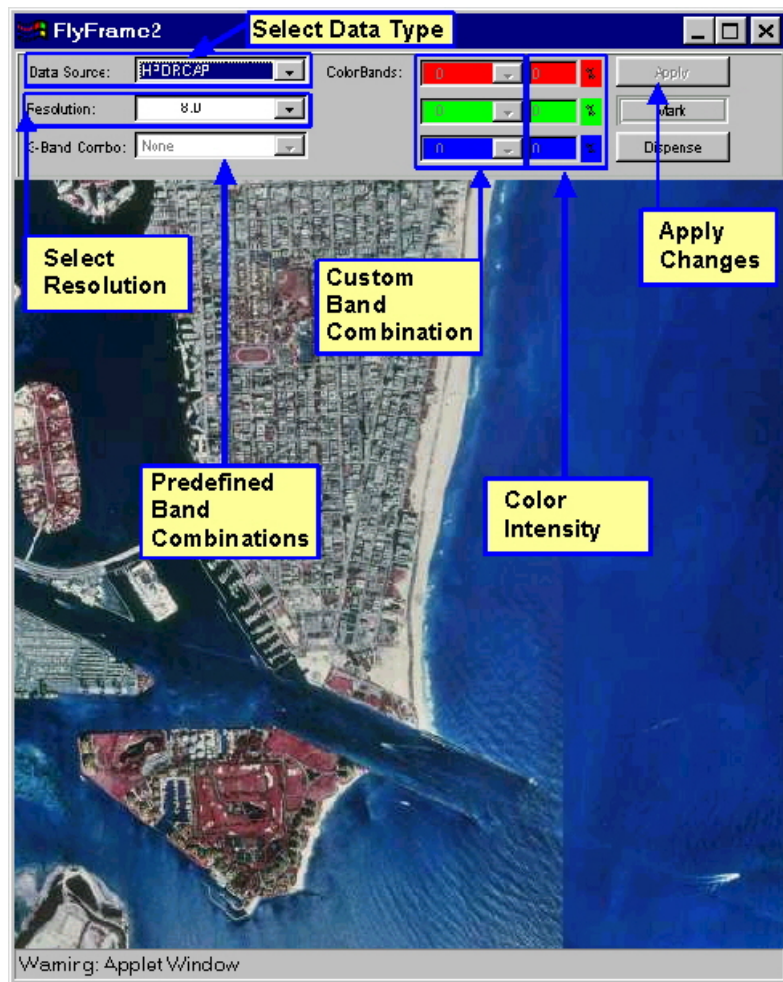 FlyFrame2
Select Data Type
Data Source:
HPDRCAP
ColorBands:
0
0
%
Apply
Resolution:
8.0
0
0
%
Mark
3-Band Combo:
None
0
0
%
Dispense
Select
Resolution
Custom
Band
Combination
Apply
Changes
Predefined
Band
Combinations
Color
Intensity
Warning: Applet Window